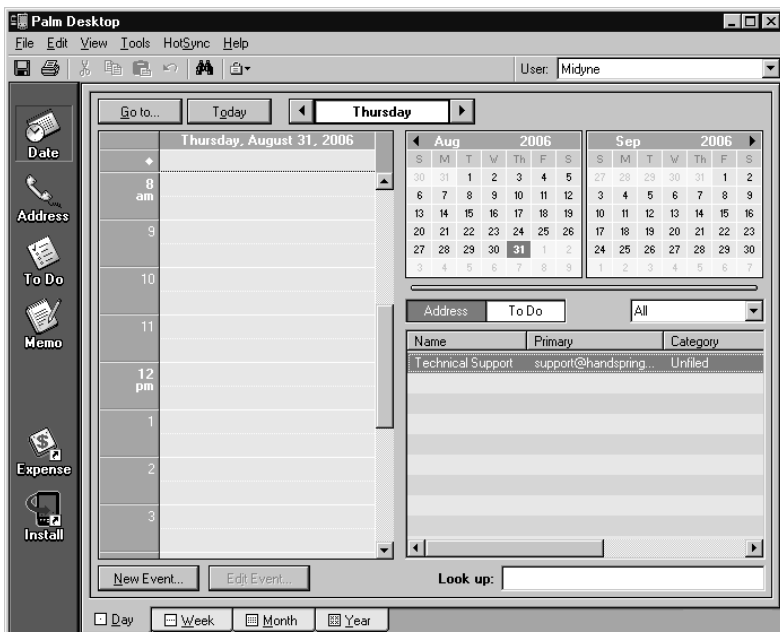 Palm Desktop
File Edit View Tools HotSync Help
User: Midyne
Go to... Today Thursday
Date
Address
To Do
Memo
Expense
Install
Thursday, August 31, 2006
8 am
9
10
11
12 pm
1
2
3
Aug 2006
S M T W Th F S
30 31 1 2 3 4 5
6 7 8 9 10 11 12
13 14 15 16 17 18 19
20 21 22 23 24 25 26
27 28 29 30 31 1 2
3 4 5 6 7 8 9
Sep 2006
S M T W Th F S
27 28 29 30 31 1 2
3 4 5 6 7 8 9
10 11 12 13 14 15 16
17 18 19 20 21 22 23
24 25 26 27 28 29 30
1 2 3 4 5 6 7
Address To Do All
Name Primary Category
Technical Support support@handspring... Unfiled
New Event... Edit Event... Look up:
Day Week Month Year